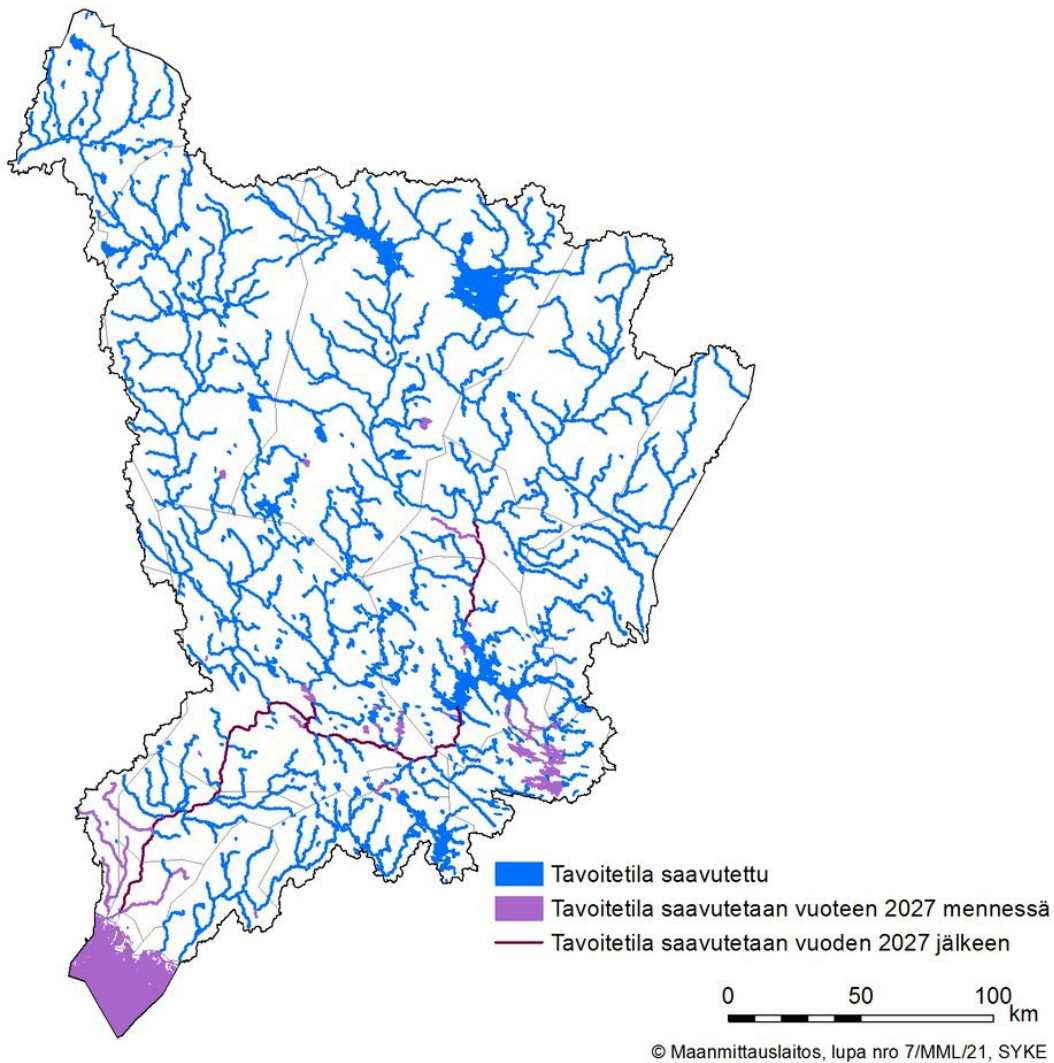 Tavoitetila saavutettu
Tavoitetila saavutetaan vuoteen 2027 mennessä
Tavoitetila saavutetaan vuoden 2027 jälkeen
0 50 100
km
© Maanmittauslaitos, lupa nro 7/MML/21, SYKE